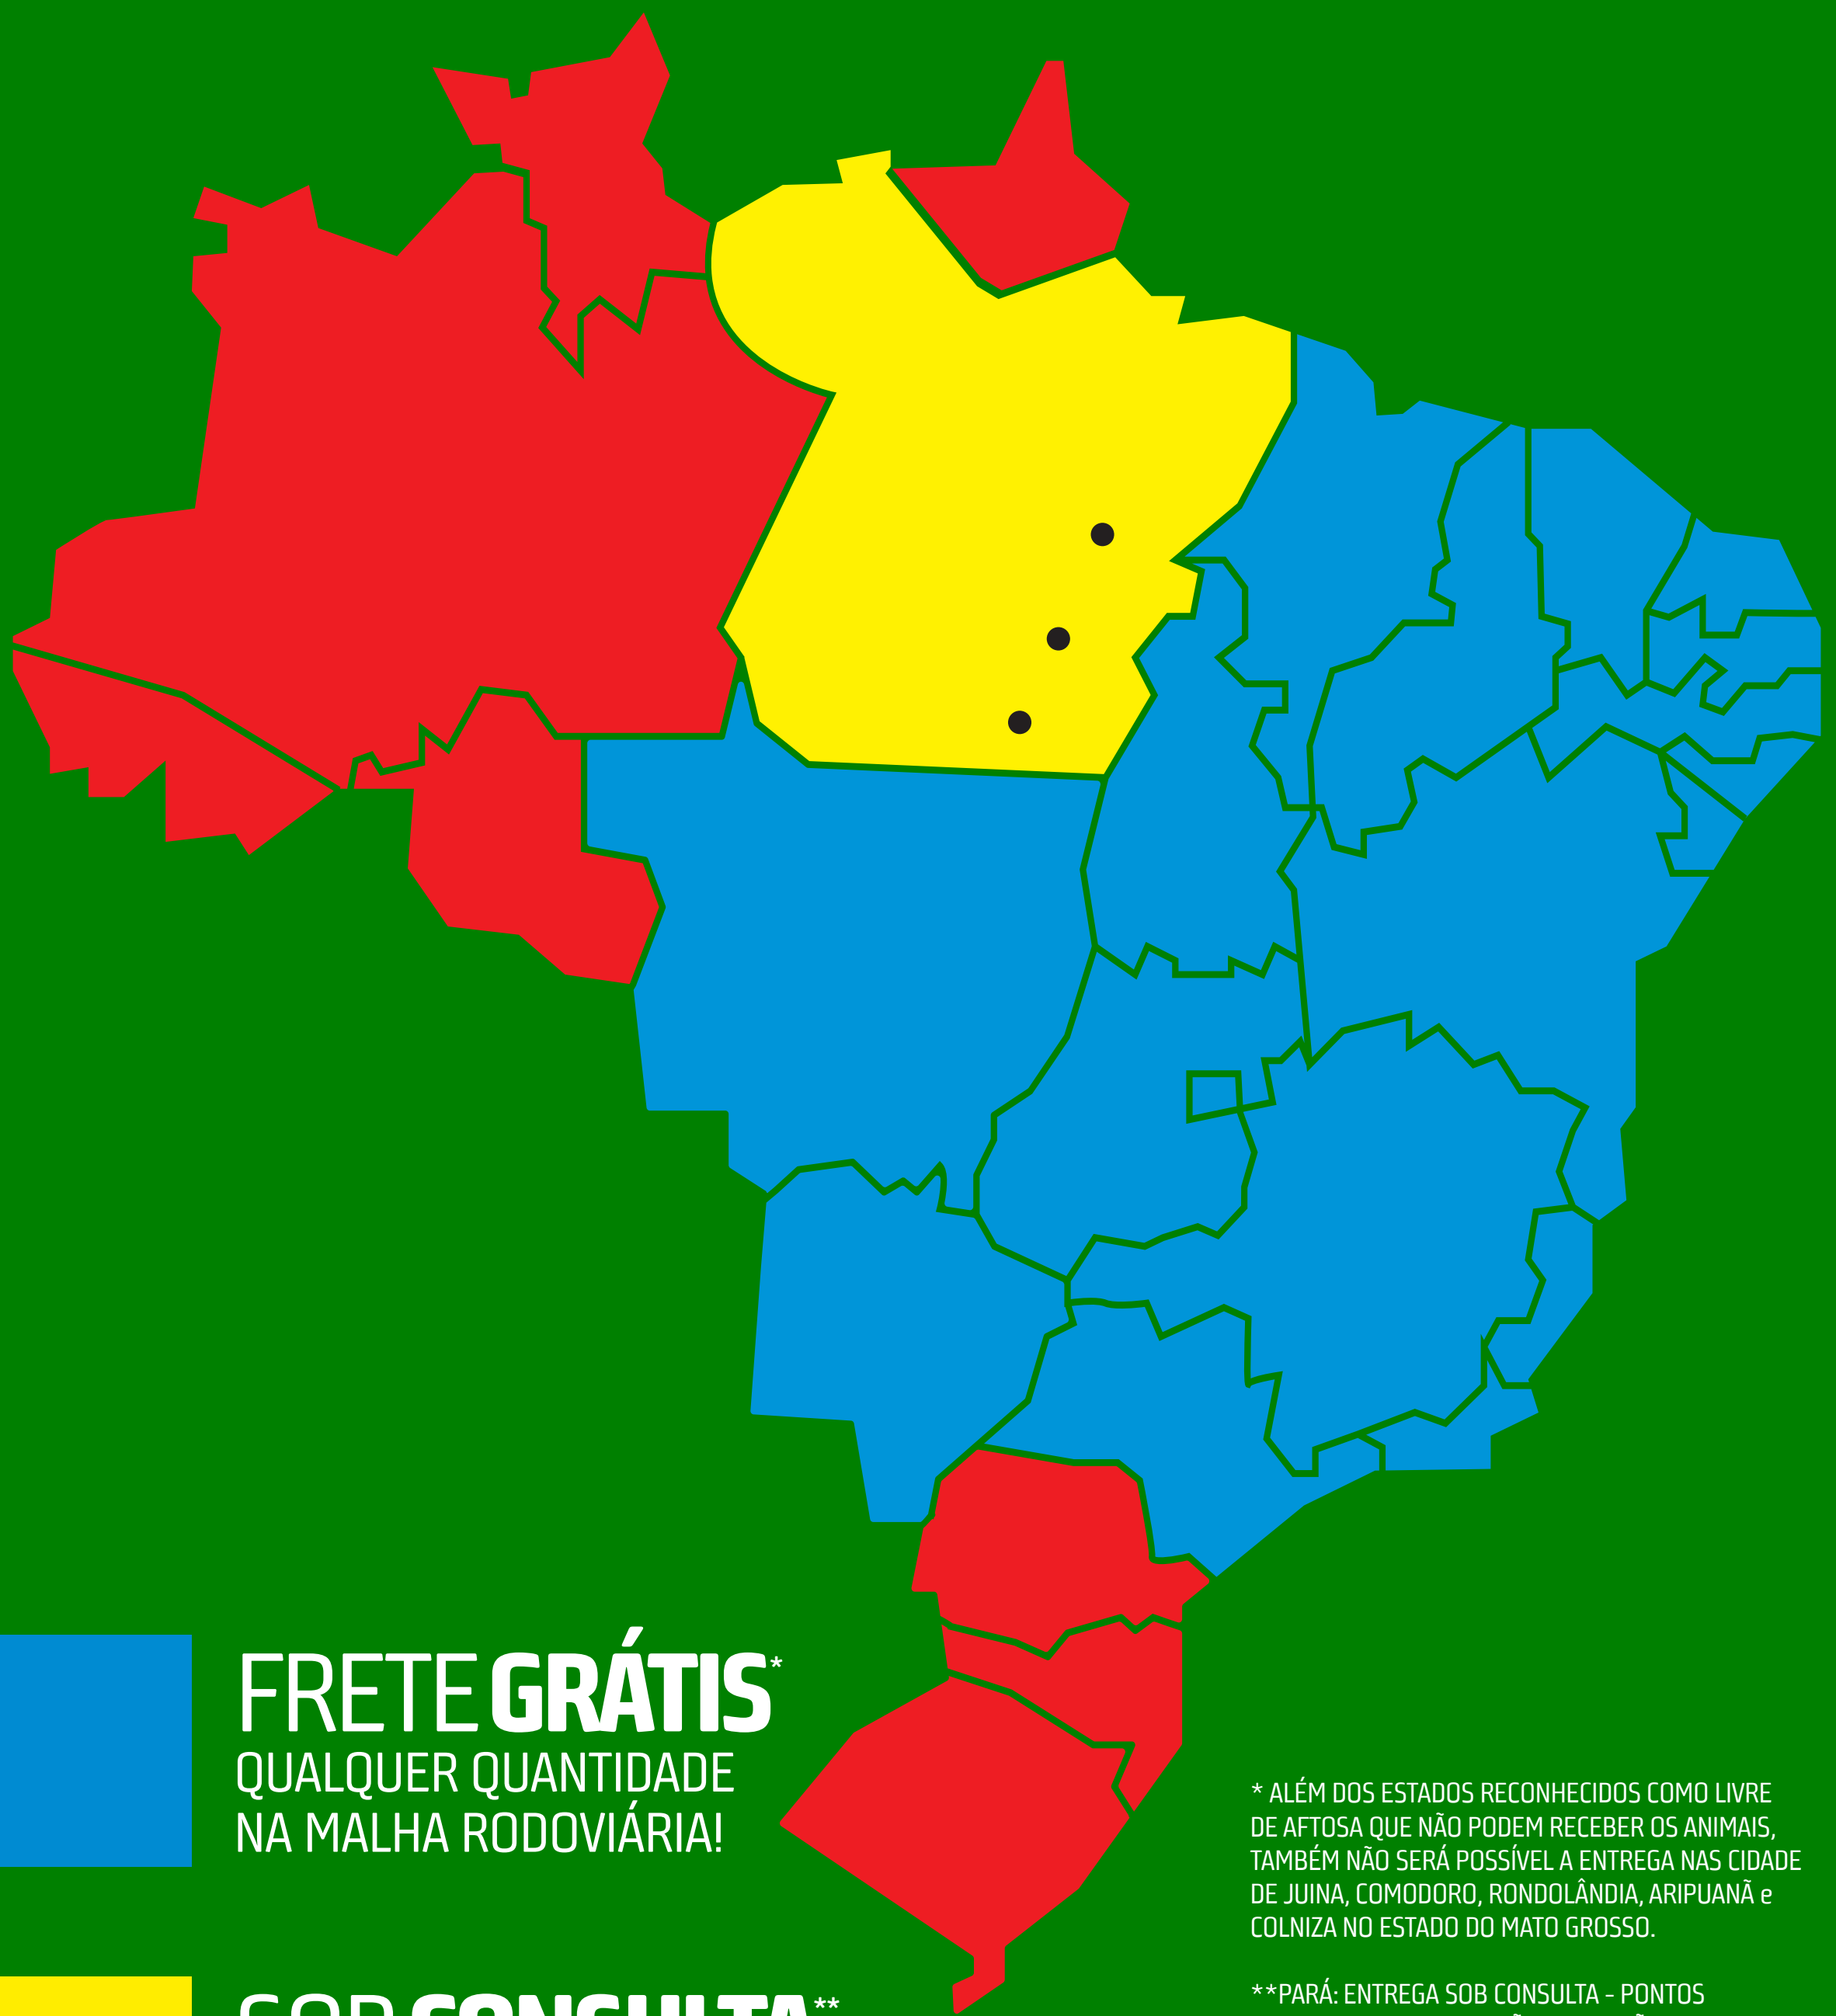 FRETE GRÁTIS*
QUALQUER QUANTIDADE
NA MALHA RODOVIÁRIA!
SOB CONSULTA**
* ALÉM DOS ESTADOS RECONHECIDOS COMO LIVRE
DE AFTOSA QUE NÃO PODEM RECEBER OS ANIMAIS,
TAMBÉM NÃO SERÁ POSSÍVEL A ENTREGA NAS CIDADE
DE JUINA, COMODORO, RONDOLÂNDIA, ARIPUANÃ e
COLNIZA NO ESTADO DO MATO GROSSO.
**PARÁ: ENTREGA SOB CONSULTA - PONTOS